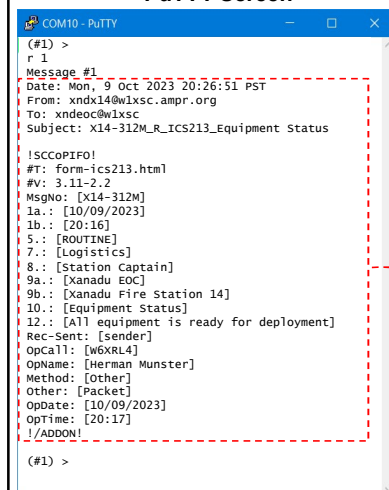 COM10 - PuTTY
(#1) >
r 1
Message #1
Date: Mon, 9 Oct 2023 20:26:51 PST
From: xndx14@w1xsc.ampr.org
To: xndeoc@w1xsc
Subject: X14-312M_R_ICS213_Equipment Status
!SCCoPIFO!
#T: form-ics213.html
#V: 3.11-2.2
MsgNo: [X14-312M]
1a.: [10/09/2023]
1b.: [20:16]
5.: [ROUTINE]
7.: [Logistics]
8.: [Station Captain]
9a.: [Xanadu EOC]
9b.: [Xanadu Fire Station 14]
10.: [Equipment Status]
12.: [All equipment is ready for deployment]
Rec-Sent: [sender]
OpCall: [W6XRL4]
OpName: [Herman Munster]
Method: [Other]
Other: [Packet]
OpDate: [10/09/2023]
OpTime: [20:17]
!/ADDON!
(#1) >